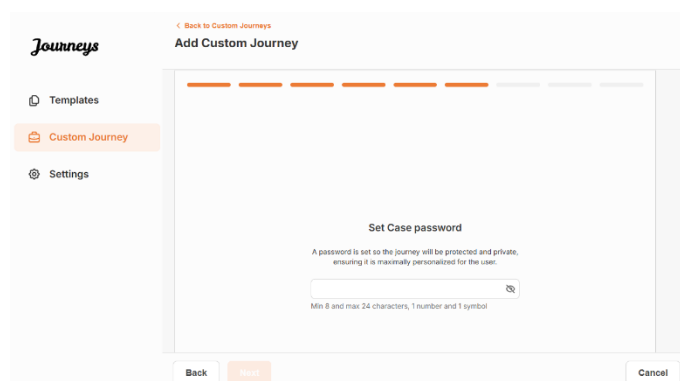 Journeys
Templates
Custom Journey
Settings
< Back to Custom Journeys
Add Custom Journey
Set Case password
A password is set so the journey will be protected and private,
ensuring it is maximally personalized for the user.
Min 8 and max 24 characters, 1 number and 1 symbol
Back
Next
Cancel